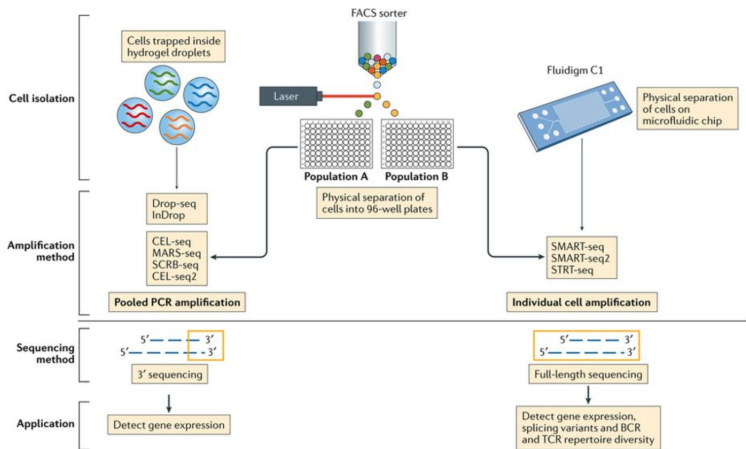 FACS sorter
Cells trapped inside
hydrogel droplets
Fluidigm C1
Cell isolation
Laser
Physical separation
of cells on
microfluidic chip
Population A
Population B
Physical separation of
cells into 96-well plates
Drop-seq
InDrop
Amplification
method
CEL-seq
MARS-seq
SCRB-seq
CEL-seq2
SMART-seq
SMART-seq2
STRT-seq
Pooled PCR amplification
Individual cell amplification
Sequencing
method
5′ 3′
5′ 3′
3′ sequencing
5′ 3′
5′ 3′
Full-length sequencing
Application
Detect gene expression
Detect gene expression,
splicing variants and BCR
and TCR repertoire diversity